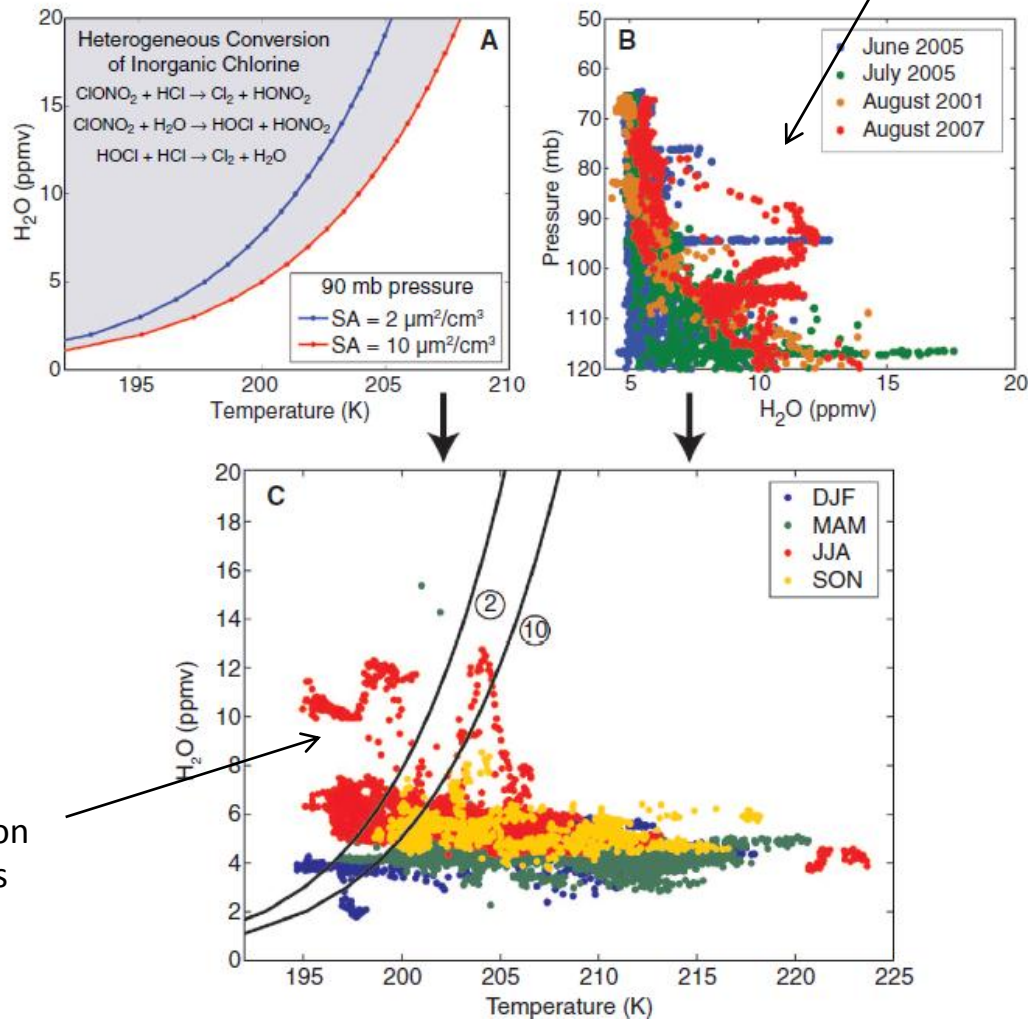 20
15
10
5
0
H₂O (ppmv)
Heterogeneous Conversion
of Inorganic Chlorine
ClONO₂ + HCl → Cl₂ + HONO₂
ClONO₂ + H₂O → HOCl + HONO₂
HOCl + HCl → Cl₂ + H₂O
A
90 mb pressure
SA = 2 μm²/cm³
SA = 10 μm²/cm³
195
200
205
210
Temperature (K)
50
60
70
80
90
100
110
120
Pressure (mb)
B
June 2005
July 2005
August 2001
August 2007
5
10
15
20
H₂O (ppmv)
20
18
16
14
12
10
8
6
4
2
0
H₂O (ppmv)
C
2
10
DJF
MAM
JJA
SON
195
200
205
210
215
220
225
Temperature (K)
on
s